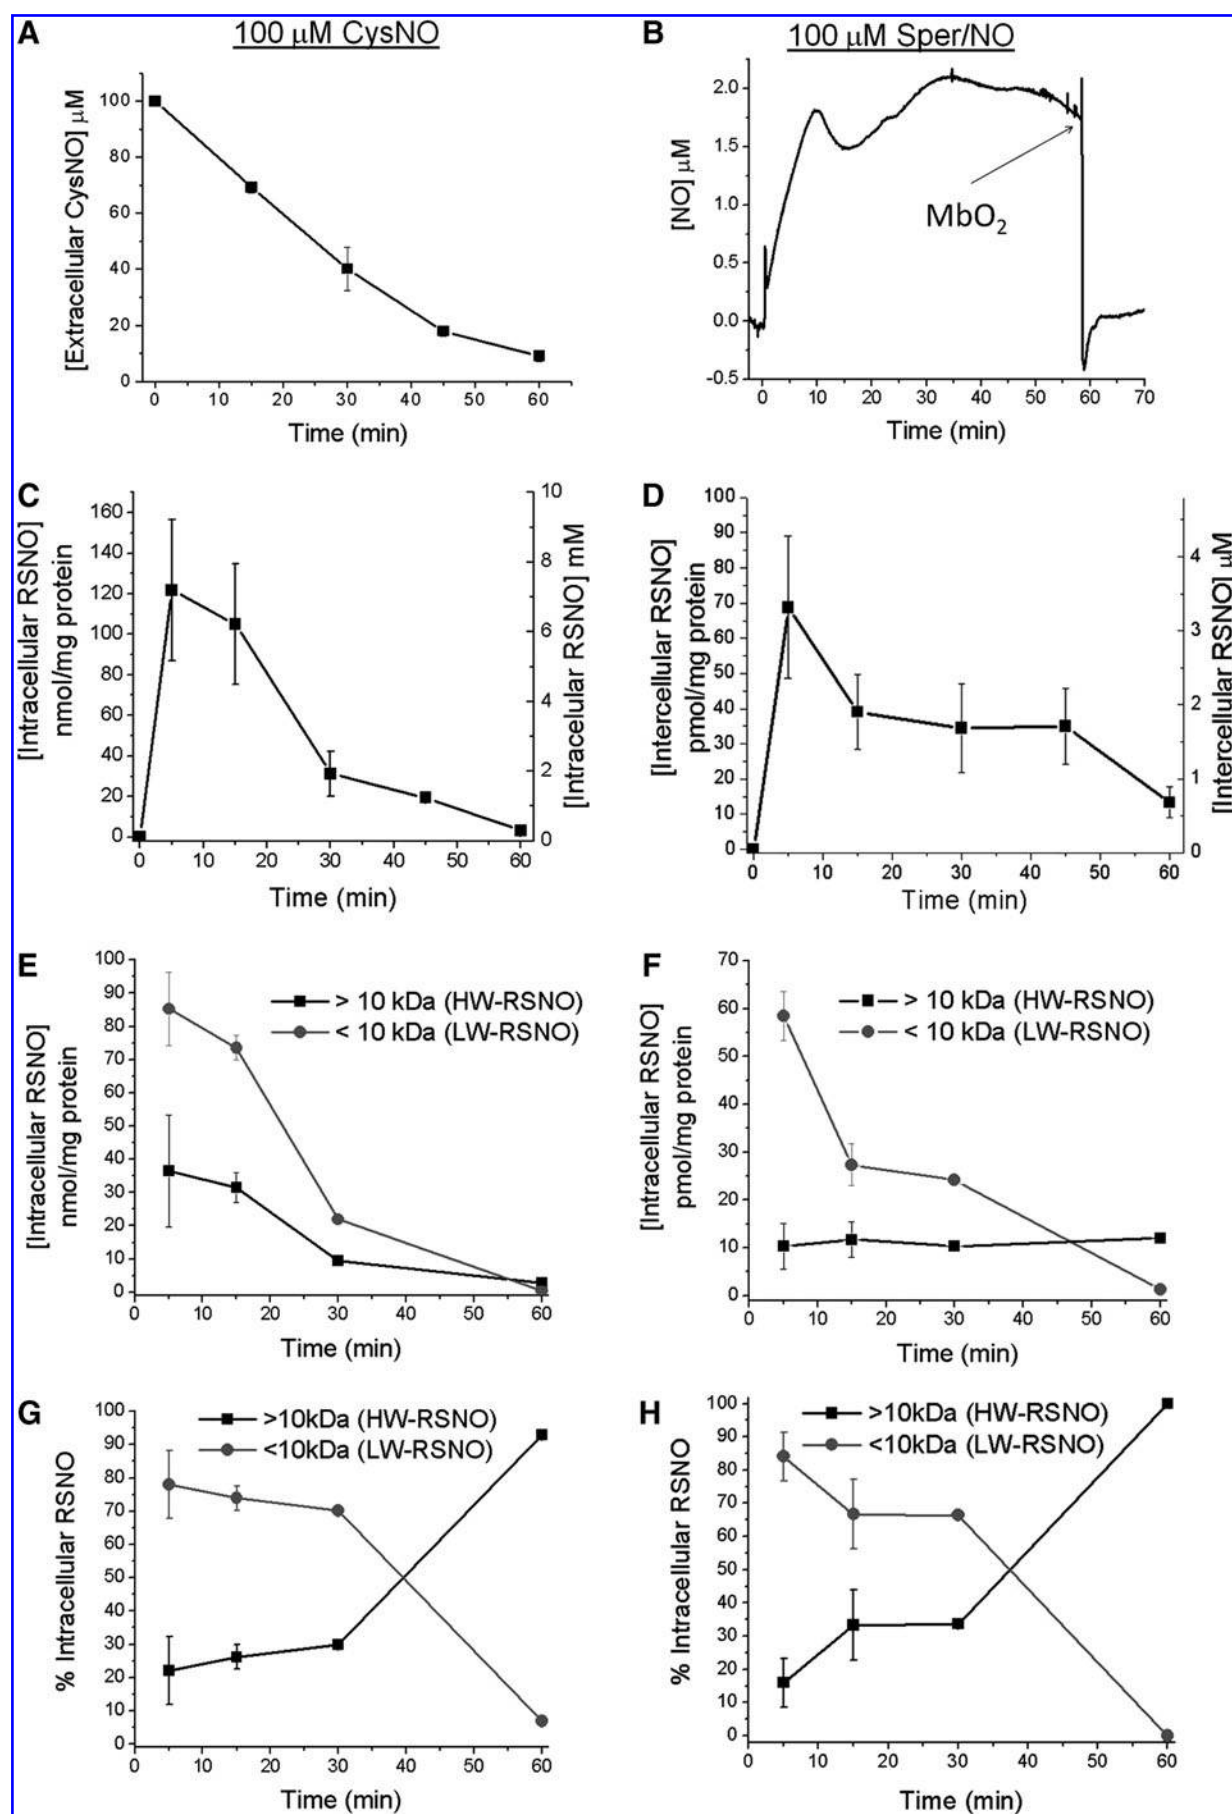 A
100 μM CysNO
[Extracellular CysNO] μM
100
80
60
40
20
0
0 10 20 30 40 50 60
Time (min)
B
100 μM Sper/NO
[NO] μM
2.0
1.5
1.0
0.5
0.0
-0.5
MbO₂
0 10 20 30 40 50 60 70
Time (min)
C
[Intracellular RSNO]
nmol/mg protein
160
140
120
100
80
60
40
20
0
10
8
6
4
2
0
[Intracelular RSNO] mM
0 10 20 30 40 50 60
Time (min)
D
[Intercellular RSNO]
pmol/mg protein
100
90
80
70
60
50
40
30
20
10
0
4
3
2
1
0
[Intercellular RSNO] μM
0 10 20 30 40 50 60
Time (min)
E
[Intracellular RSNO]
nmol/mg protein
100
90
80
70
60
50
40
30
20
10
0
> 10 kDa (HW-RSNO)
< 10 kDa (LW-RSNO)
0 10 20 30 40 50 60
Time (min)
F
[Intracellular RSNO]
pmol/mg protein
70
60
50
40
30
20
10
0
> 10 kDa (HW-RSNO)
< 10 kDa (LW-RSNO)
0 10 20 30 40 50 60
Time (min)
G
% Intracellular RSNO
100
90
80
70
60
50
40
30
20
10
0
>10kDa (HW-RSNO)
<10kDa (LW-RSNO)
0 10 20 30 40 50 60
Time (min)
H
% Intracellular RSNO
100
90
80
70
60
50
40
30
20
10
0
>10kDa (HW-RSNO)
<10kDa (LW-RSNO)
0 10 20 30 40 50 60
Time (min)